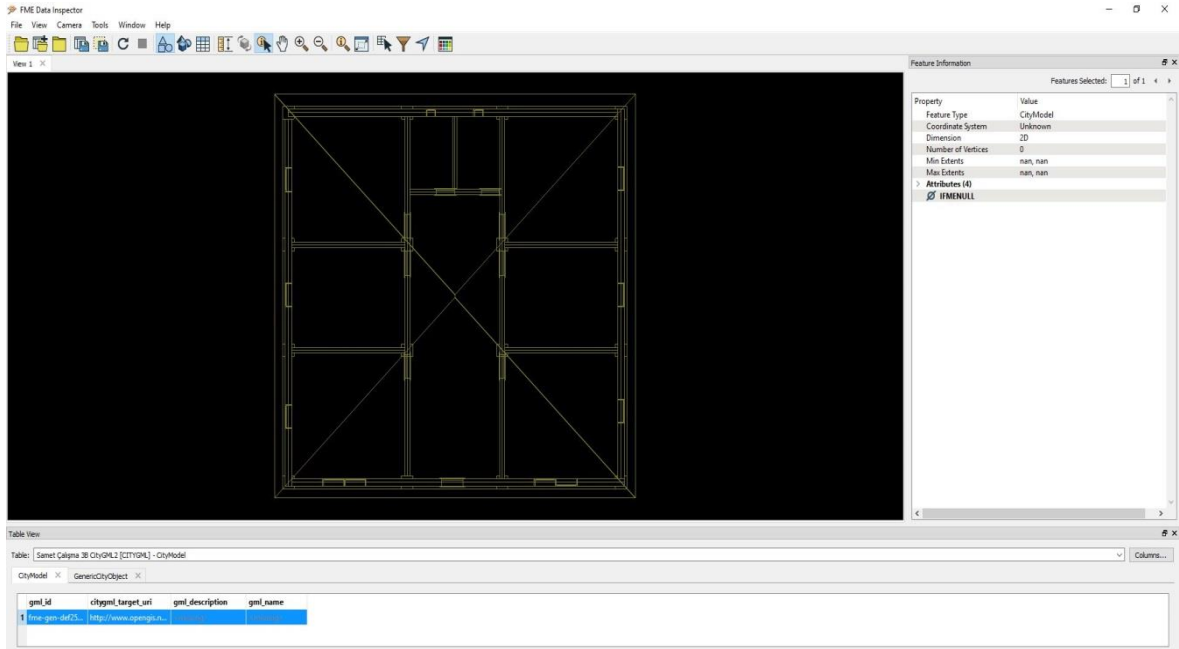 FME Data Inspector
File View Camera Tools Window Help
View 1
Feature Information
Features Selected: 1 of 1
Property Value
Feature Type CityModel
Coordinate System Unknown
Dimension 2D
Number of Vertices 0
Min Extents nan, nan
Max Extents nan, nan
Attributes (4)
IFMENULL
Table View
Table: Samet Çalışma 3B CityGML2 [CITYGML] - CityModel Columns...
CityModel GenericCityObject
gml_id citygml_target_uri gml_description gml_name
1 fme-gen-def25... http://www.opengis.n...